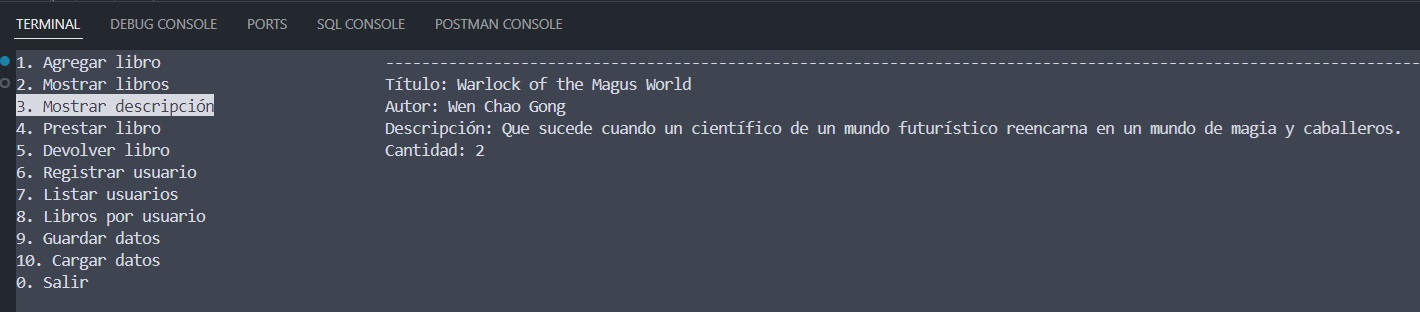 TERMINAL DEBUG CONSOLE PORTS SQL CONSOLE POSTMAN CONSOLE
1. Agregar libro
2. Mostrar libros
3. Mostrar descripción
4. Prestar libro
5. Devolver libro
6. Registrar usuario
7. Listar usuarios
8. Libros por usuario
9. Guardar datos
10. Cargar datos
0. Salir
--------------------------------------------------------------------------------------------------------------------
Título: Warlock of the Magus World
Autor: Wen Chao Gong
Descripción: Que sucede cuando un científico de un mundo futurístico reencarna en un mundo de magia y caballeros.
Cantidad: 2